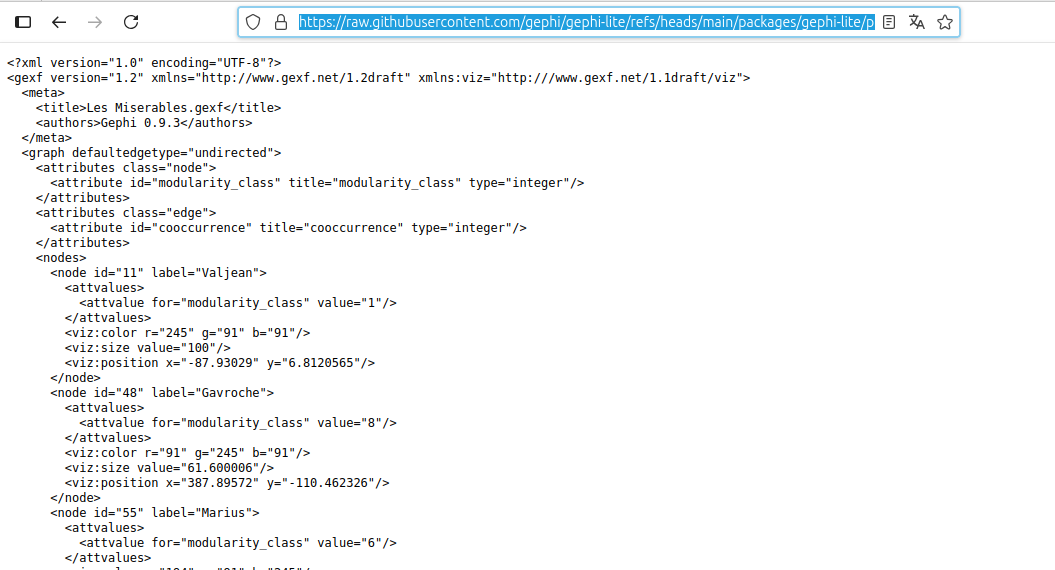 https://raw.githubusercontent.com/gephi/gephi-lite/refs/heads/main/packages/gephi-lite/p
<?xml version="1.0" encoding="UTF-8"?>
<gexf version="1.2" xmlns="http://www.gexf.net/1.2draft" xmlns:viz="http:///www.gexf.net/1.1draft/viz">
  <meta>
    <title>Les Miserables.gexf</title>
    <authors>Gephi 0.9.3</authors>
  </meta>
  <graph defaultedgetype="undirected">
    <attributes class="node">
      <attribute id="modularity_class" title="modularity_class" type="integer"/>
    </attributes>
    <attributes class="edge">
      <attribute id="cooccurrence" title="cooccurrence" type="integer"/>
    </attributes>
    <nodes>
      <node id="11" label="Valjean">
        <attvalues>
          <attvalue for="modularity_class" value="1"/>
        </attvalues>
        <viz:color r="245" g="91" b="91"/>
        <viz:size value="100"/>
        <viz:position x="-87.93029" y="6.8120565"/>
      </node>
      <node id="48" label="Gavroche">
        <attvalues>
          <attvalue for="modularity_class" value="8"/>
        </attvalues>
        <viz:color r="91" g="245" b="91"/>
        <viz:size value="61.600006"/>
        <viz:position x="387.89572" y="-110.462326"/>
      </node>
      <node id="55" label="Marius">
        <attvalues>
          <attvalue for="modularity_class" value="6"/>
        </attvalues>